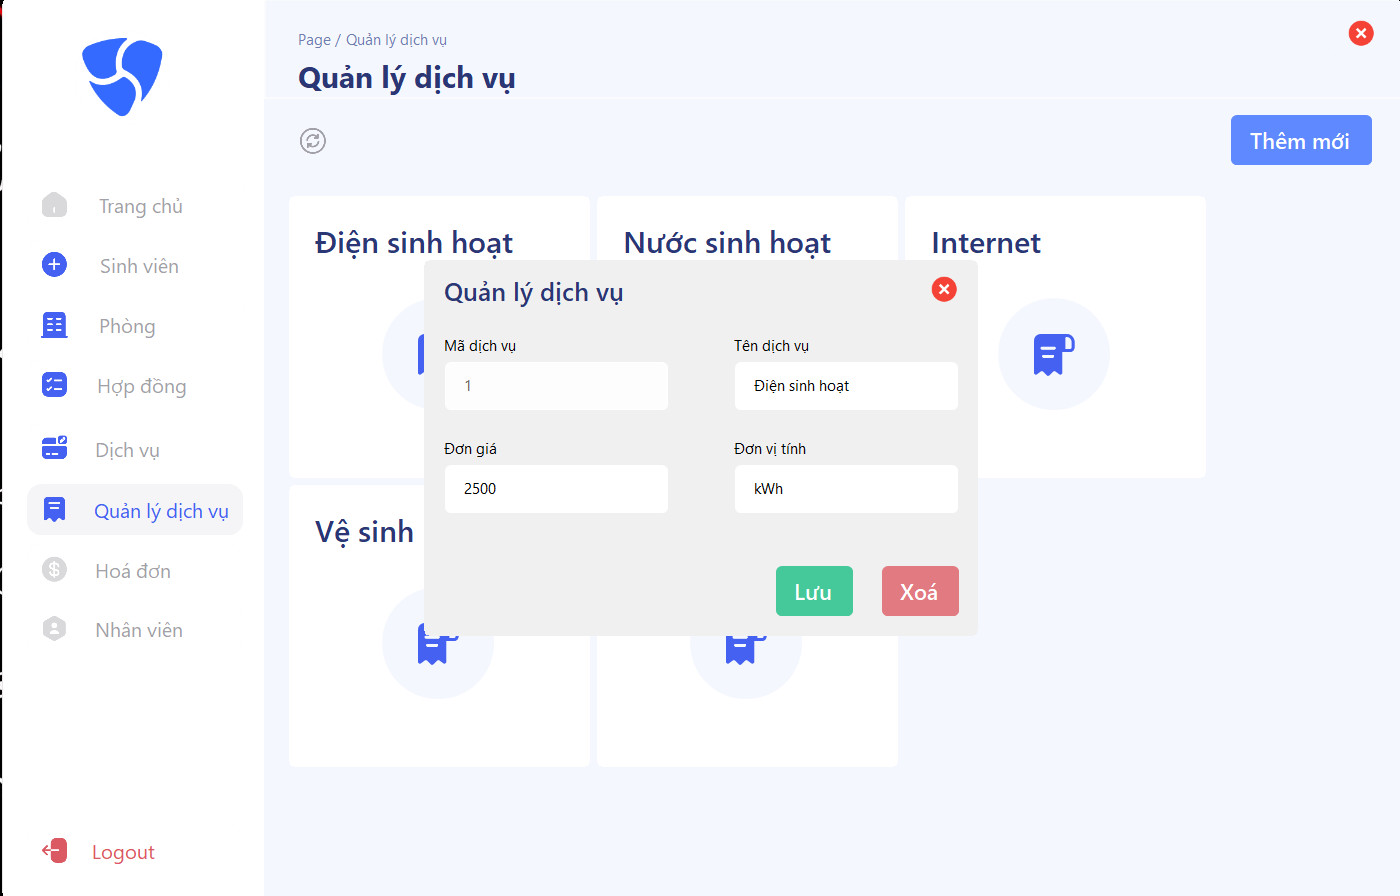 Page / Quản lý dịch vụ
Quản lý dịch vụ
Thêm mới
Trang chủ
Sinh viên
Phòng
Hợp đồng
Dịch vụ
Quản lý dịch vụ
Hoá đơn
Nhân viên
Logout
Điện sinh hoạt
Nước sinh hoạt
Internet
Vệ sinh
Quản lý dịch vụ
Mã dịch vụ
Tên dịch vụ
1
Điện sinh hoạt
Đơn giá
Đơn vị tính
2500
kWh
Lưu
Xoá